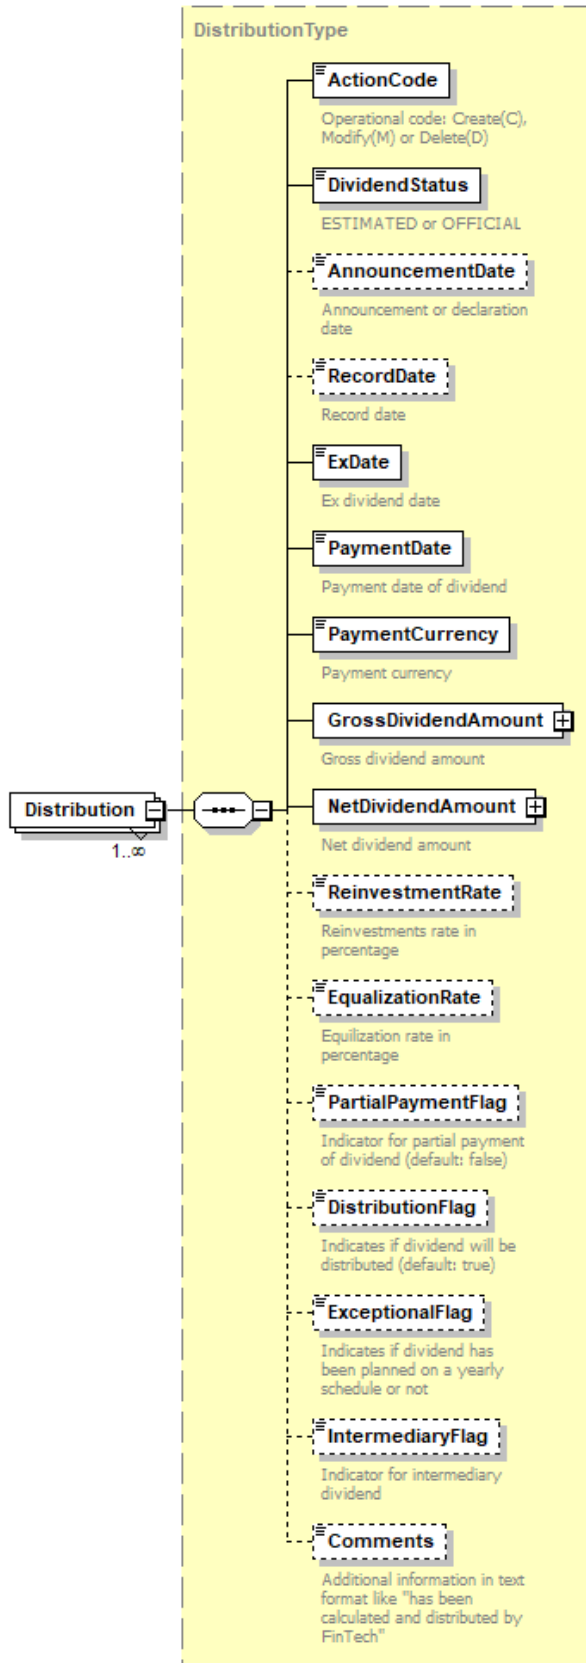 DistributionType
ActionCode
Operational code: Create(C),
Modify(M) or Delete(D)
DividendStatus
ESTIMATED or OFFICIAL
AnnouncementDate
Announcement or declaration
date
RecordDate
Record date
ExDate
Ex dividend date
PaymentDate
Payment date of dividend
PaymentCurrency
Payment currency
GrossDividendAmount
Gross dividend amount
Distribution
1..∞
NetDividendAmount
Net dividend amount
ReinvestmentRate
Reinvestments rate in
percentage
EqualizationRate
Equilization rate in
percentage
PartialPaymentFlag
Indicator for partial payment
of dividend (default: false)
DistributionFlag
Indicates if dividend will be
distributed (default: true)
ExceptionalFlag
Indicates if dividend has
been planned on a yearly
schedule or not
IntermediaryFlag
Indicator for intermediary
dividend
Comments
Additional information in text
format like "has been
calculated and distributed by
FinTech"